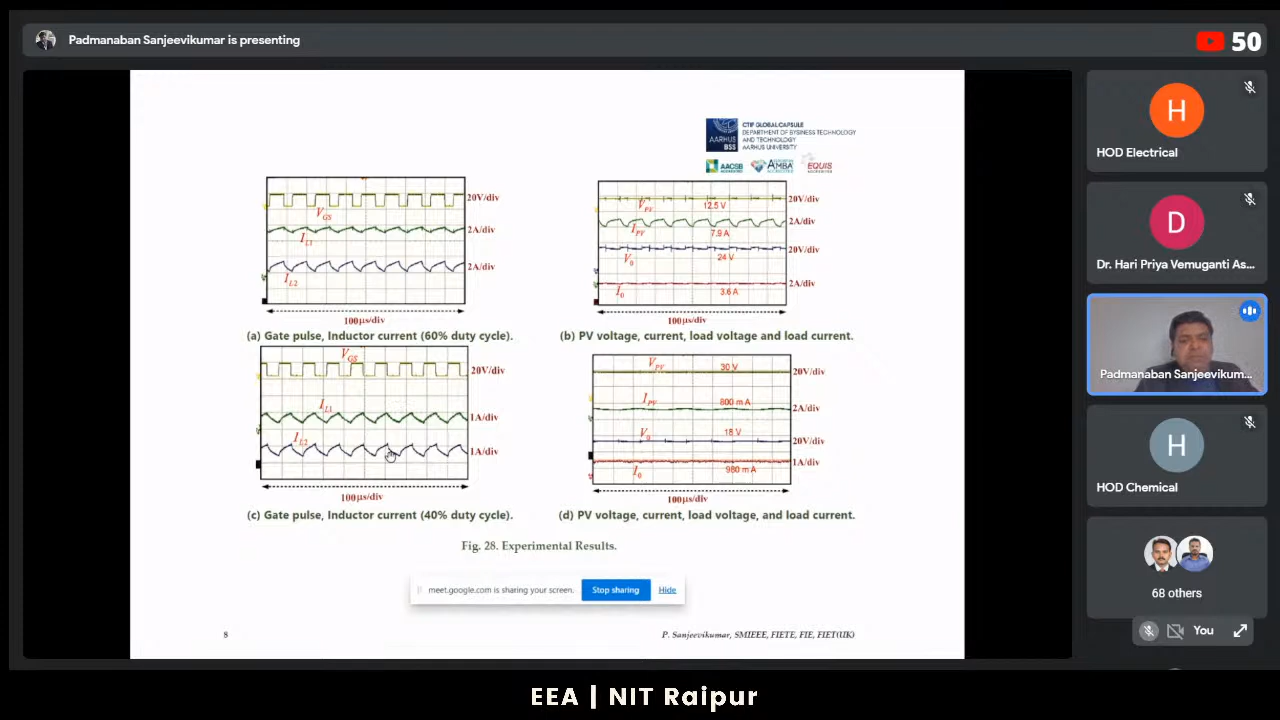 Padmanaban Sanjeevikumar is presenting
50
CTIF GLOBAL CAPSULE
DEPARTMENT OF BYSINESS TECHNOLOGY
AND TECHNOLOGY
AARHUS UNIVERSITY
AARHUS
BSS
AACSB
ACCREDITED
AMBA
ACCREDITED
EQUIS
ACCREDITED
20V/div
VGS
2A/div
IL1
2A/div
IL2
100µs/div
(a) Gate pulse, Inductor current (60% duty cycle).
20V/div
VPV
12.5 V
2A/div
IPV
7.9 A
20V/div
V0
24 V
2A/div
I0
3.6 A
100µs/div
(b) PV voltage, current, load voltage and load current.
VGS
20V/div
IL1
1A/div
IL2
1A/div
100µs/div
(c) Gate pulse, Inductor current (40% duty cycle).
VPV
30 V
20V/div
IPV
800 mA
2A/div
V0
18 V
20V/div
1A/div
I0
980 mA
100µs/div
(d) PV voltage, current, load voltage, and load current.
Fig. 28. Experimental Results.
meet.google.com is sharing your screen.
Stop sharing
Hide
8
P. Sanjeevikumar, SMIEEE, FIETE, FIE, FIET(UK)
H
HOD Electrical
D
Dr. Hari Priya Vemuganti As...
Padmanaban Sanjeevikum...
H
HOD Chemical
68 others
You
EEA | NIT Raipur